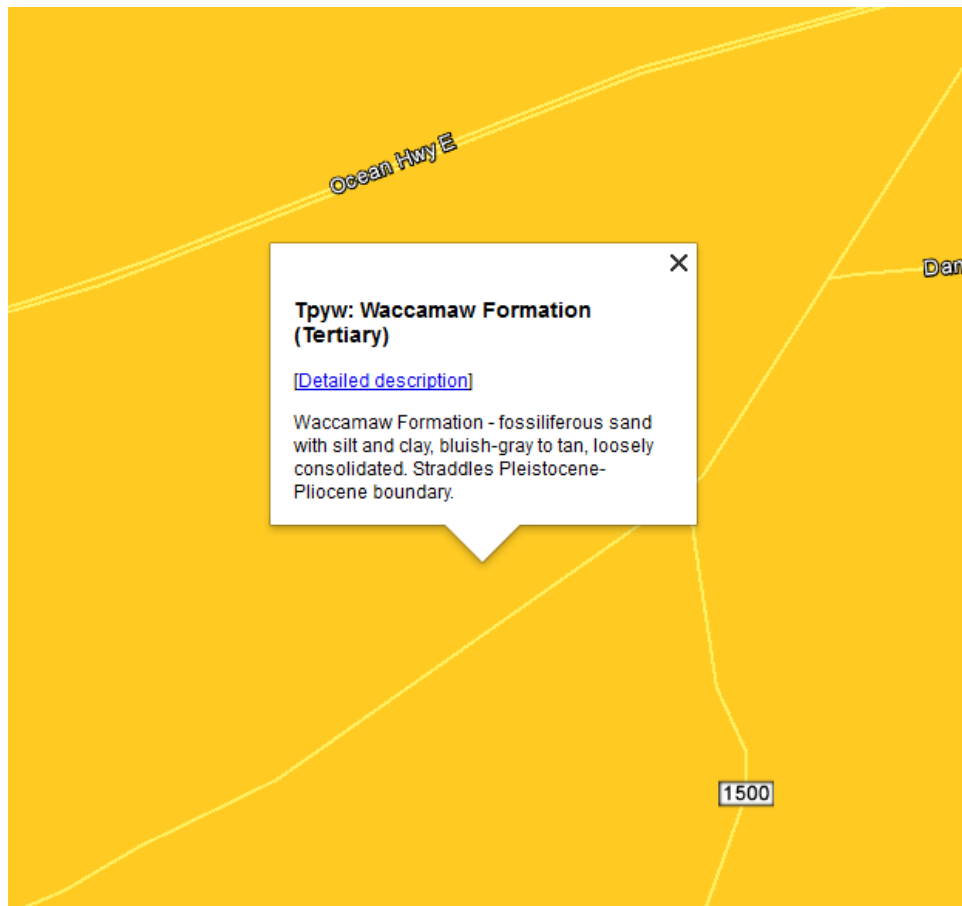 Ocean Hwy E
Dan
Tpyw: Waccamaw Formation
(Tertiary)
[Detailed description]
Waccamaw Formation - fossiliferous sand
with silt and clay, bluish-gray to tan, loosely
consolidated. Straddles Pleistocene-
Pliocene boundary.
1500